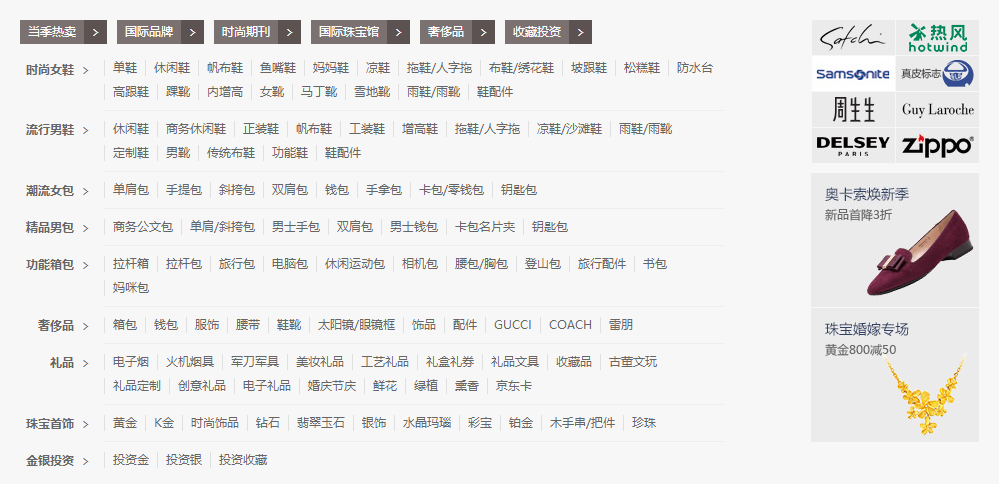 当季热卖 > 国际品牌 > 时尚期刊 > 国际珠宝馆 > 奢侈品 > 收藏投资 >
时尚女鞋 > 单鞋 休闲鞋 帆布鞋 鱼嘴鞋 妈妈鞋 凉鞋 拖鞋/人字拖 布鞋/绣花鞋 坡跟鞋 松糕鞋 防水台
高跟鞋 踝靴 内增高 女靴 马丁靴 雪地靴 雨鞋/雨靴 鞋配件
流行男鞋 > 休闲鞋 商务休闲鞋 正装鞋 帆布鞋 工装鞋 增高鞋 拖鞋/人字拖 凉鞋/沙滩鞋 雨鞋/雨靴
定制鞋 男靴 传统布鞋 功能鞋 鞋配件
潮流女包 > 单肩包 手提包 斜挎包 双肩包 钱包 手拿包 卡包/零钱包 钥匙包
精品男包 > 商务公文包 单肩/斜挎包 男士手包 双肩包 男士钱包 卡包名片夹 钥匙包
功能箱包 > 拉杆箱 拉杆包 旅行包 电脑包 休闲运动包 相机包 腰包/胸包 登山包 旅行配件 书包
妈咪包
奢侈品 > 箱包 钱包 服饰 腰带 鞋靴 太阳镜/眼镜框 饰品 配件 GUCCI COACH 雷朋
礼品 > 电子烟 火机烟具 军刀军具 美妆礼品 工艺礼品 礼盒礼券 礼品文具 收藏品 古董文玩
礼品定制 创意礼品 电子礼品 婚庆节庆 鲜花 绿植 熏香 京东卡
珠宝首饰 > 黄金 K金 时尚饰品 钻石 翡翠玉石 银饰 水晶玛瑙 彩宝 铂金 木手串/把件 珍珠
金银投资 > 投资金 投资银 投资收藏
Satchi 热风
hotwind
Samsonite 真皮标志
周生生 Guy Laroche
DELSEY zippo
PARIS
奥卡索焕新季
新品首降3折
珠宝婚嫁专场
黄金800减50